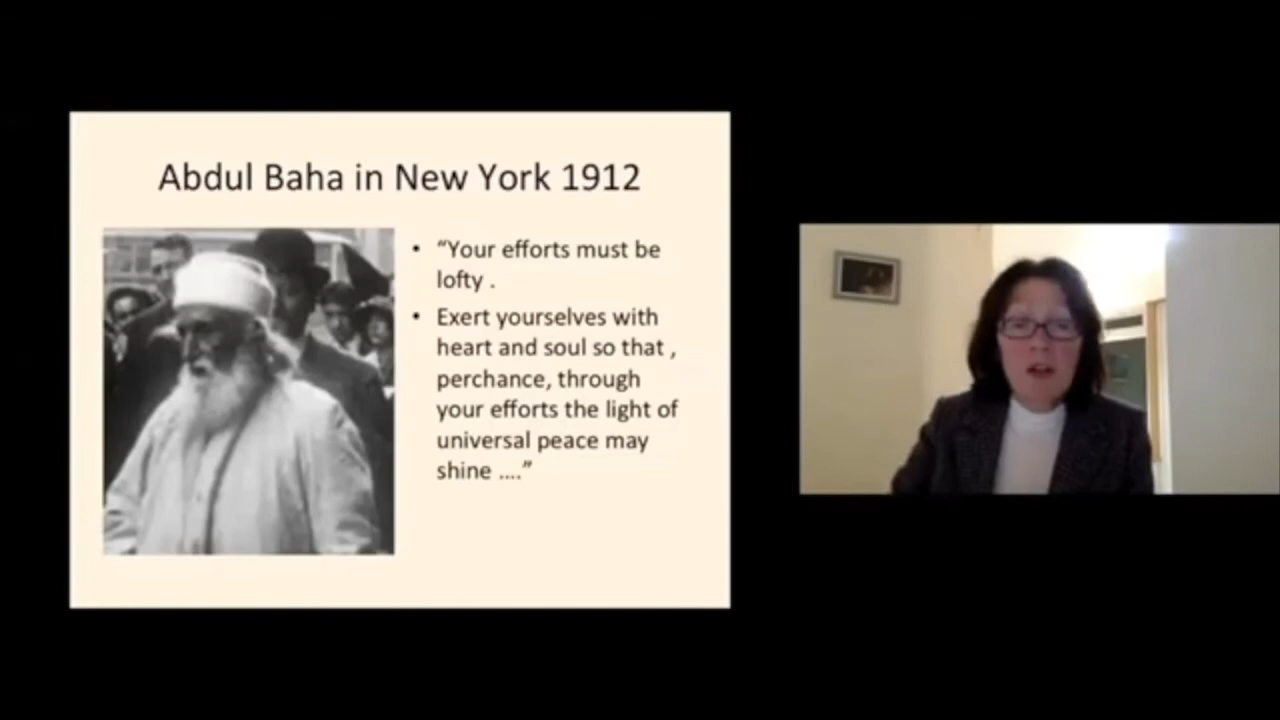 Abdul Baha in New York 1912
• “Your efforts must be
lofty .
• Exert yourselves with
heart and soul so that ,
perchance, through
your efforts the light of
universal peace may
shine ....”